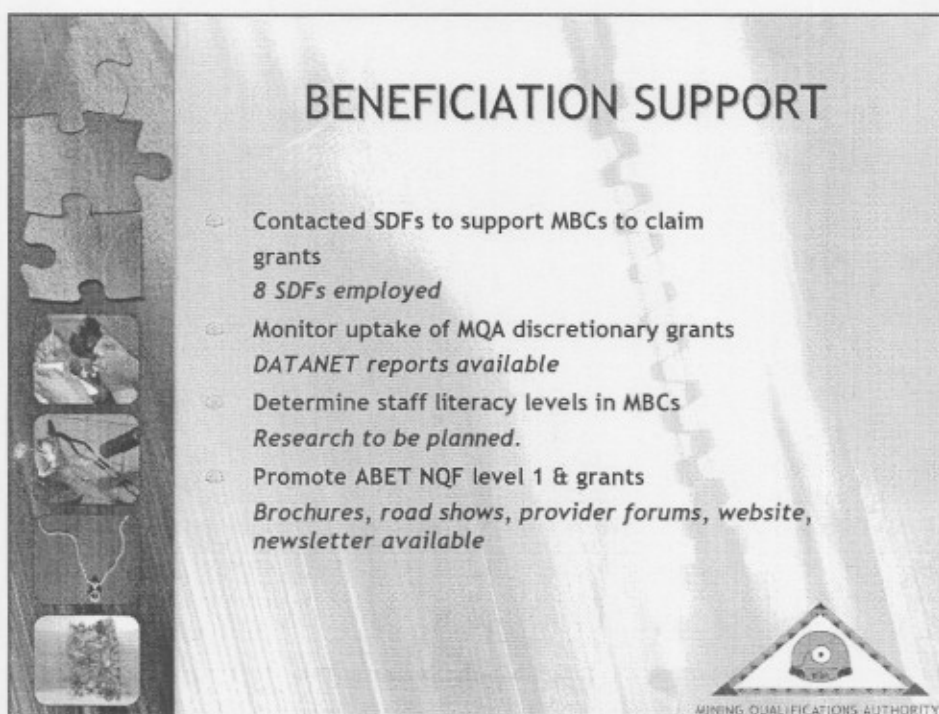 BENEFICIATION SUPPORT
Contacted SDFs to support MBCs to claim
grants
8 SDFs employed
Monitor uptake of MQA discretionary grants
DATANET reports available
Determine staff literacy levels in MBCs
Research to be planned.
Promote ABET NQF level 1 & grants
Brochures, road shows, provider forums, website,
newsletter available
MINING QUALIFICATIONS AUTHORITY